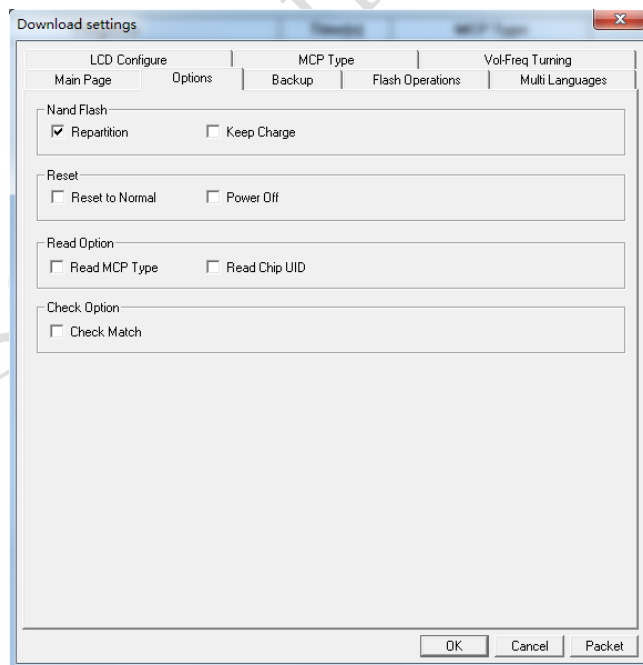 Download settings
LCD Configure MCP Type Vol-Freq Turning
Main Page Options Backup Flash Operations Multi Languages
Nand Flash
Repartition Keep Charge
Reset
Reset to Normal Power Off
Read Option
Read MCP Type Read Chip UID
Check Option
Check Match
OK Cancel Packet